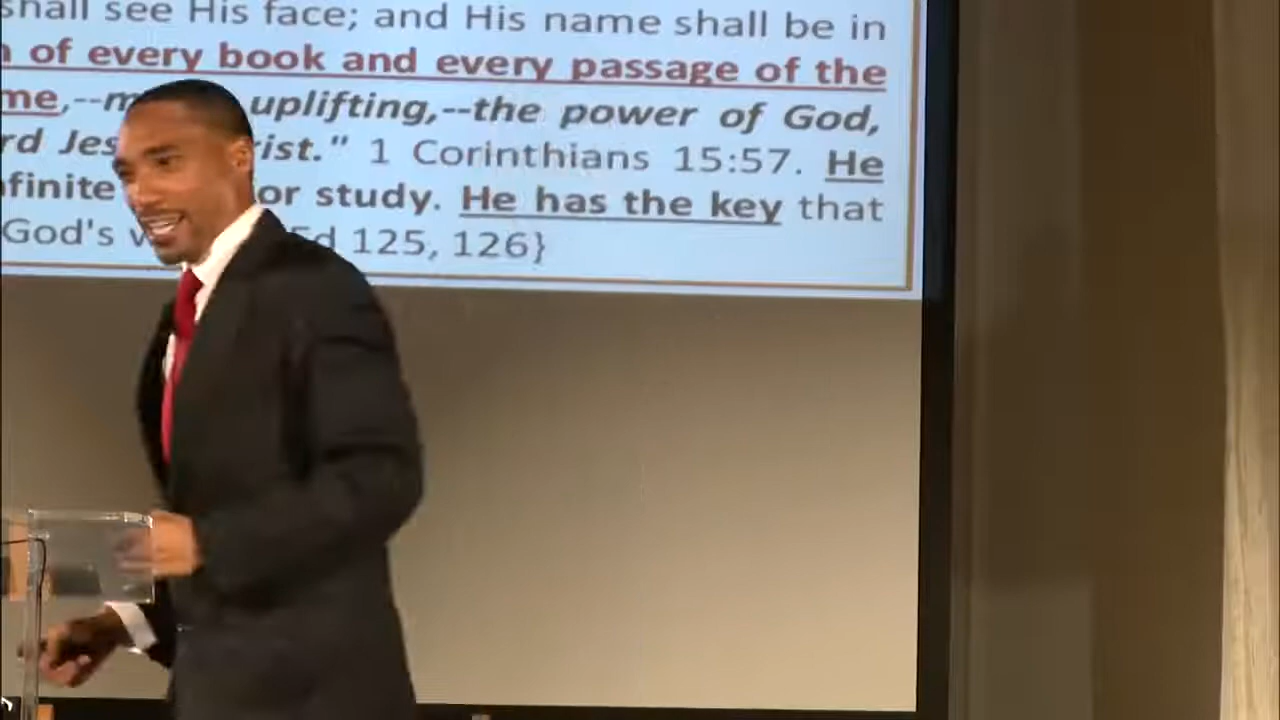 shall see His face; and His name shall be in
of every book and every passage of the
me,--m uplifting,--the power of God,
rd Jes rist." 1 Corinthians 15:57. He
finite or study. He has the key that
God's w Ed 125, 126}